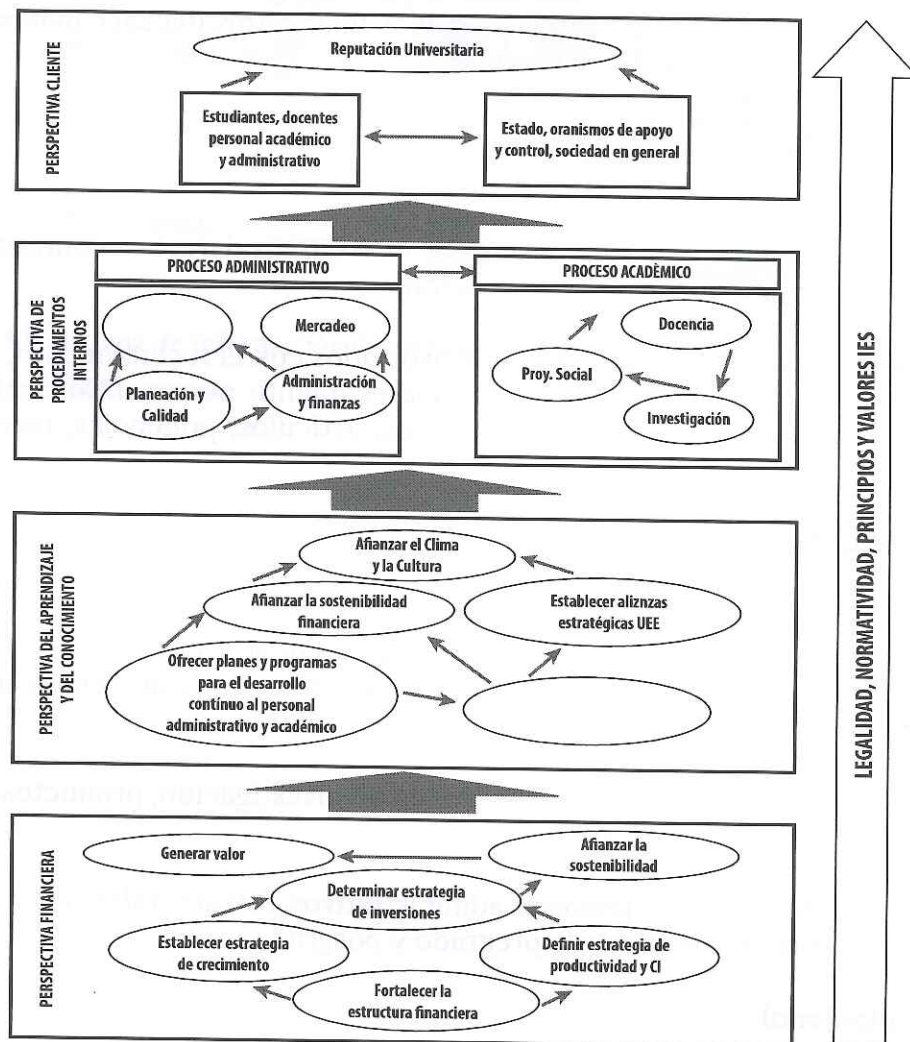 PERSPECTIVA CLIENTE
Reputación Universitaria
Estudiantes, docentes
personal académico
y administrativo
Estado, oranismos de apoyo
y control, sociedad en general
PERSPECTIVA DE
PROCEDIMIENTOS
INTERNOS
PROCESO ADMINISTRATIVO
PROCESO ACADÈMICO
Mercadeo
Planeación y
Calidad
Administración
y finanzas
Docencia
Proy. Social
Investigación
PERSPECTIVA DEL APRENDIZAJE
Y DEL CONOCIMIENTO
Afianzar el Clima
y la Cultura
Afianzar la sostenibilidad
financiera
Establecer aliznzas
estratégicas UEE
Ofrecer planes y programas
para el desarrollo
contínuo al personal
administrativo y académico
PERSPECTIVA FINANCIERA
Generar valor
Afianzar la
sostenibilidad
Determinar estrategia
de inversiones
Establecer estrategia
de crecimiento
Definir estrategia de
productividad y CI
Fortalecer la
estructura financiera
LEGALIDAD, NORMATIVIDAD, PRINCIPIOS Y VALORES IES